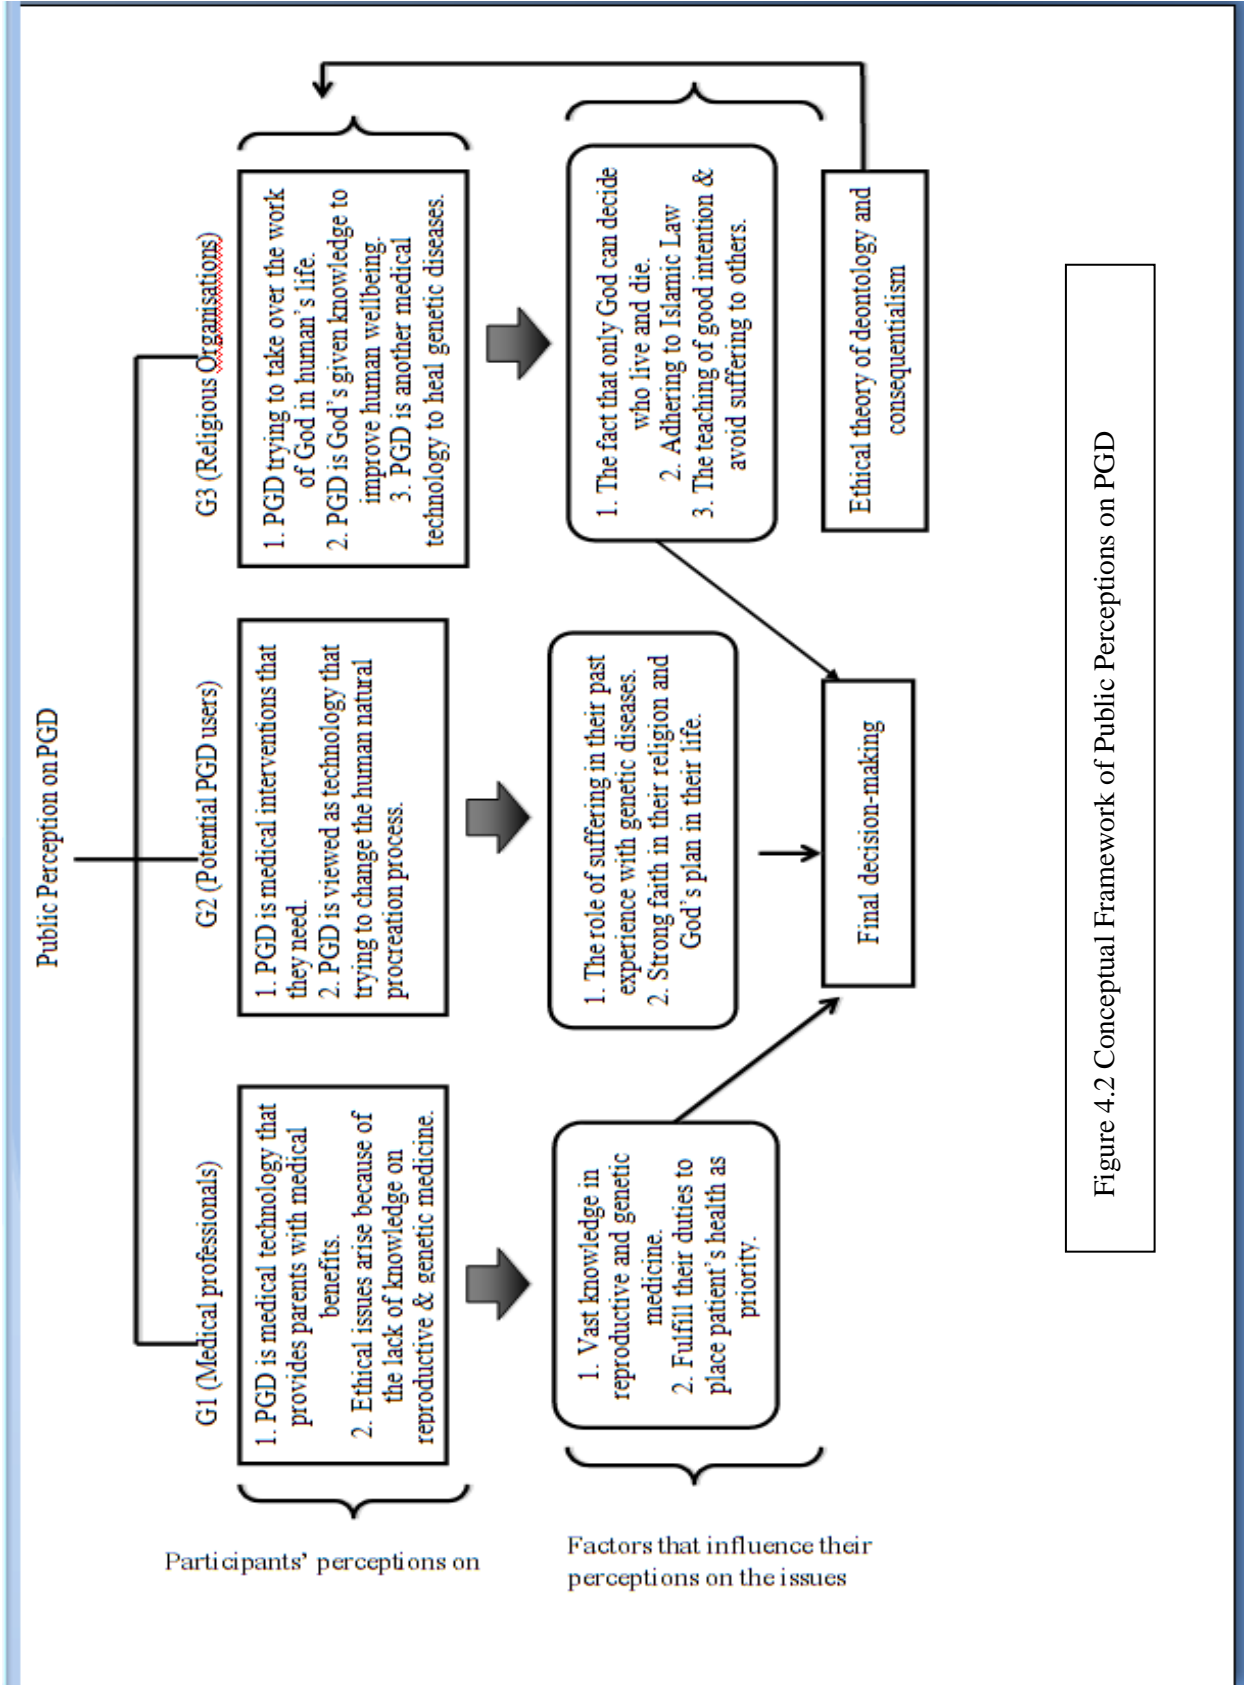 Public Perception on PGD
G1 (Medical professionals)
G2 (Potential PGD users)
G3 (Religious Organisations)
Participants’ perceptions on
1. PGD is medical technology that
provides parents with medical
benefits.
2. Ethical issues arise because of
the lack of knowledge on
reproductive & genetic medicine.
1. PGD is medical interventions that
they need.
2. PGD is viewed as technology that
trying to change the human natural
procreation process.
1. PGD trying to take over the work
of God in human’s life.
2. PGD is God’s given knowledge to
improve human wellbeing.
3. PGD is another medical
technology to heal genetic diseases.
Factors that influence their
perceptions on the issues
1. Vast knowledge in
reproductive and genetic
medicine.
2. Fulfill their duties to
place patient’s health as
priority.
1. The role of suffering in their past
experience with genetic diseases.
2. Strong faith in their religion and
God’s plan in their life.
1. The fact that only God can decide
who live and die.
2. Adhering to Islamic Law
3. The teaching of good intention &
avoid suffering to others.
Final decision-making
Ethical theory of deontology and
consequentialism
Figure 4.2 Conceptual Framework of Public Perceptions on PGD